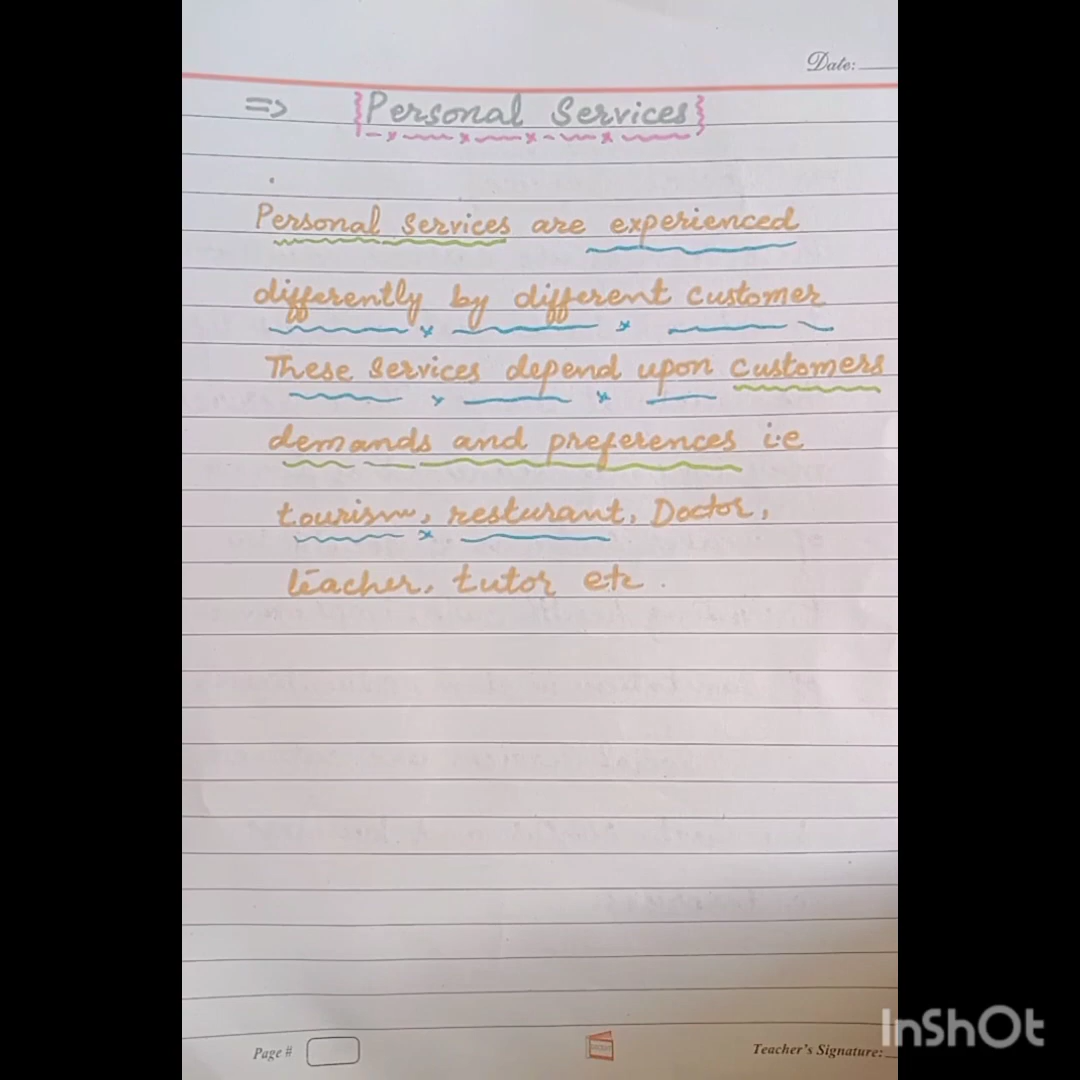 Date:
=> {Personal Services}
Personal Services are experienced
differently by different customer
These services depend upon customers
demands and preferences i.e
tourism, resturant, Doctor,
teacher, tutor etc.
Page #
Teacher's Signature:
InShOt